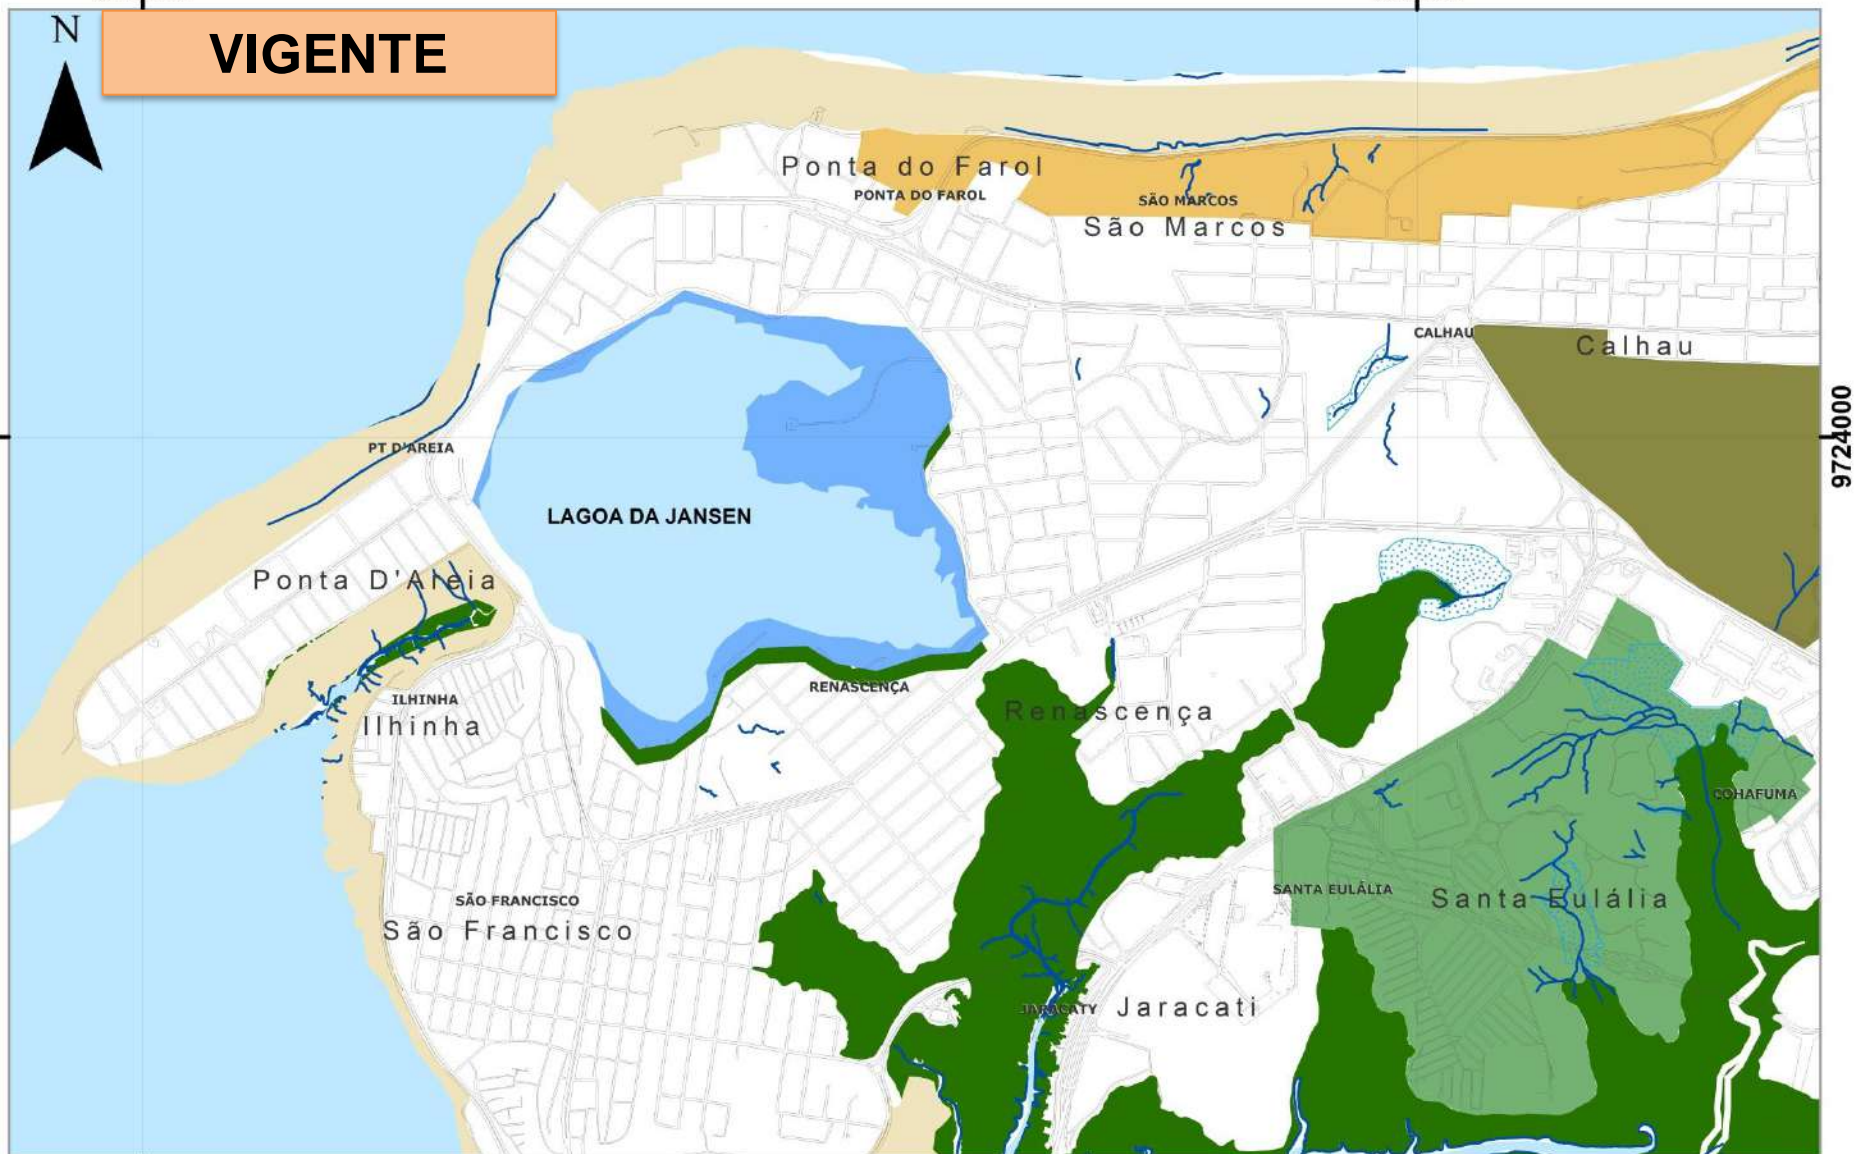 N
VIGENTE
Ponta do Farol
PONTA DO FAROL
SÃO MARCOS
São Marcos
CALHAU
Calhau
9724000
PT D'AREIA
LAGOA DA JANSEN
Ponta D'Areia
RENASCENÇA
ILHINHA
Ilhinha
Renascença
COHAFUMA
SANTA EULÁLIA
Santa Eulália
SÃO FRANCISCO
São Francisco
JARACATY
Jaracati